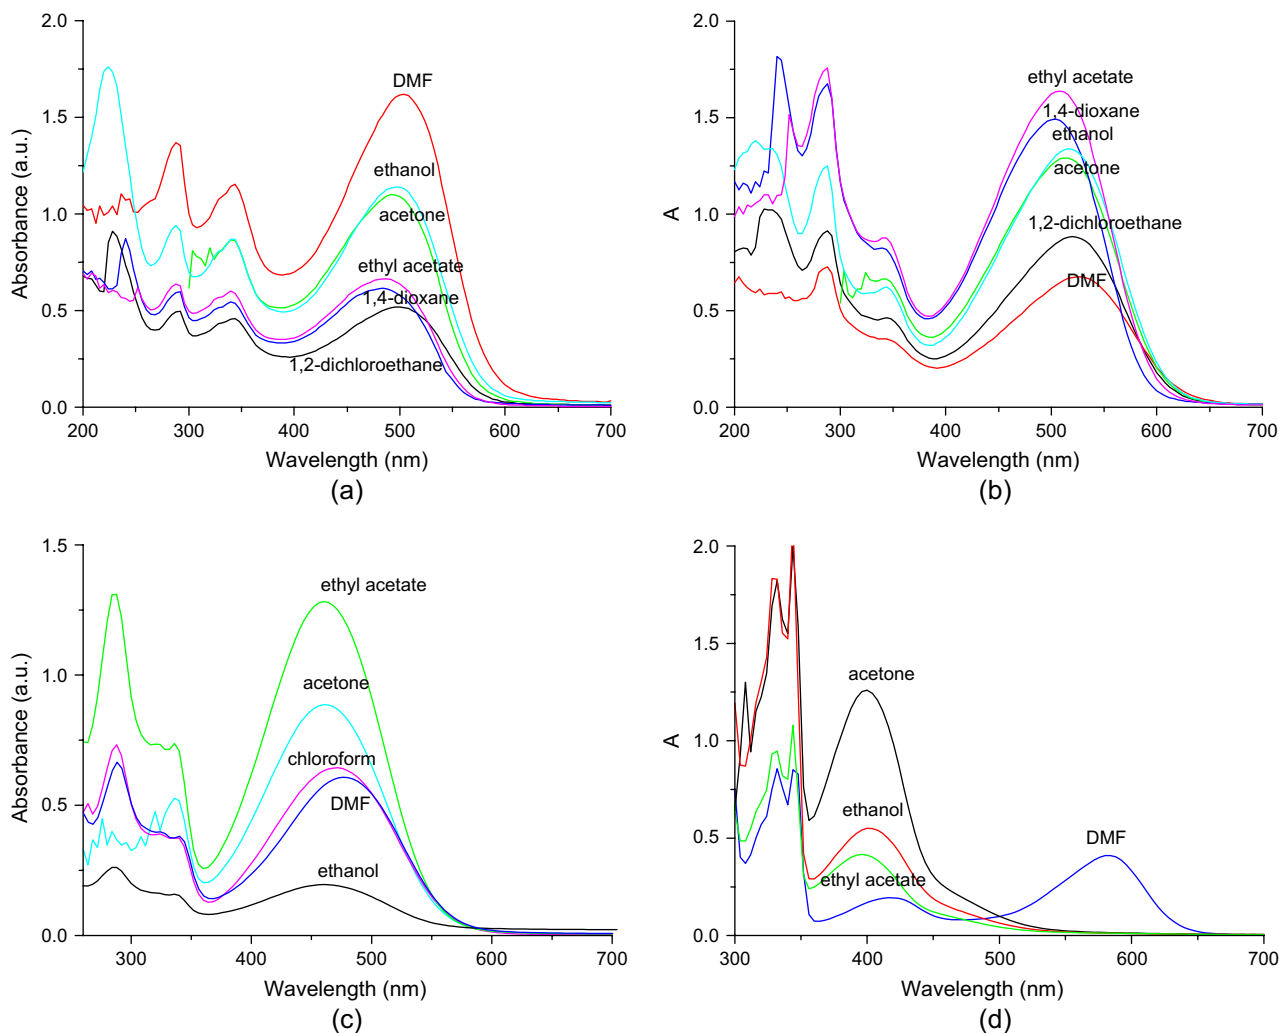 2.0
1.5
1.0
0.5
0.0
Absorbance (a.u.)
DMF
ethanol
acetone
ethyl acetate
1,4-dioxane
1,2-dichloroethane
200 300 400 500 600 700
Wavelength (nm)
(a)
2.0
1.5
1.0
0.5
0.0
A
ethyl acetate
1,4-dioxane
ethanol
acetone
1,2-dichloroethane
DMF
200 300 400 500 600 700
Wavelength (nm)
(b)
1.5
1.0
0.5
0.0
Absorbance (a.u.)
ethyl acetate
acetone
chloroform
DMF
ethanol
300 400 500 600 700
Wavelength (nm)
(c)
2.0
1.5
1.0
0.5
0.0
A
acetone
ethanol
DMF
ethyl acetate
300 400 500 600 700
Wavelength (nm)
(d)